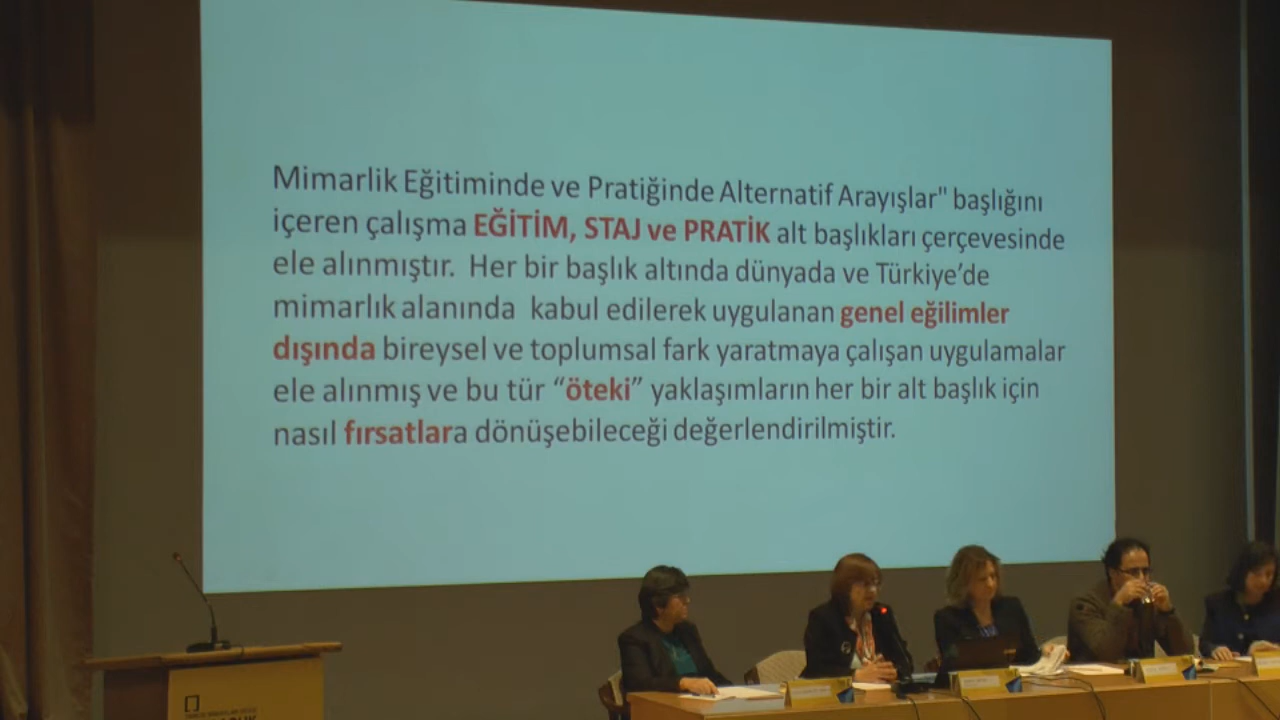 Mimarlik Eğitiminde ve Pratiğinde Alternatif Arayışlar" başlığını
içeren çalışma EĞİTİM, STAJ ve PRATİK alt başlıkları çerçevesinde
ele alınmıştır. Her bir başlık altında dünyada ve Türkiye’de
mimarlık alanında kabul edilerek uygulanan genel eğilimler
dışında bireysel ve toplumsal fark yaratmaya çalışan uygulamalar
ele alınmış ve bu tür “öteki” yaklaşımların her bir alt başlık için
nasıl fırsatlara dönüşebileceği değerlendirilmiştir.